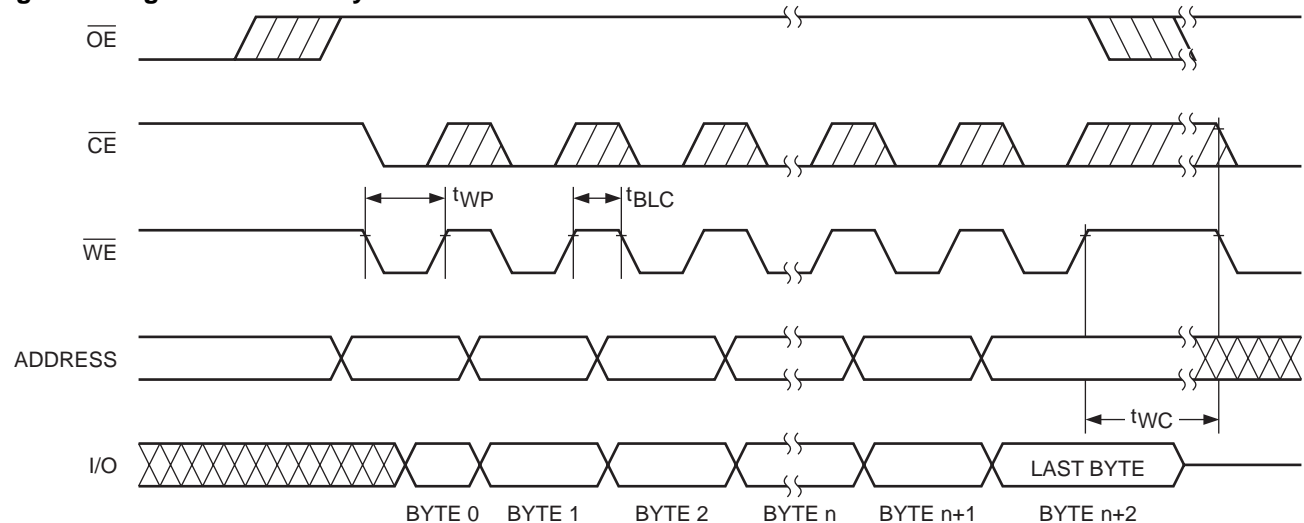 OE
CE
tWP
tBLC
WE
ADDRESS
tWC
I/O
LAST BYTE
BYTE 0 BYTE 1 BYTE 2 BYTE n BYTE n+1 BYTE n+2